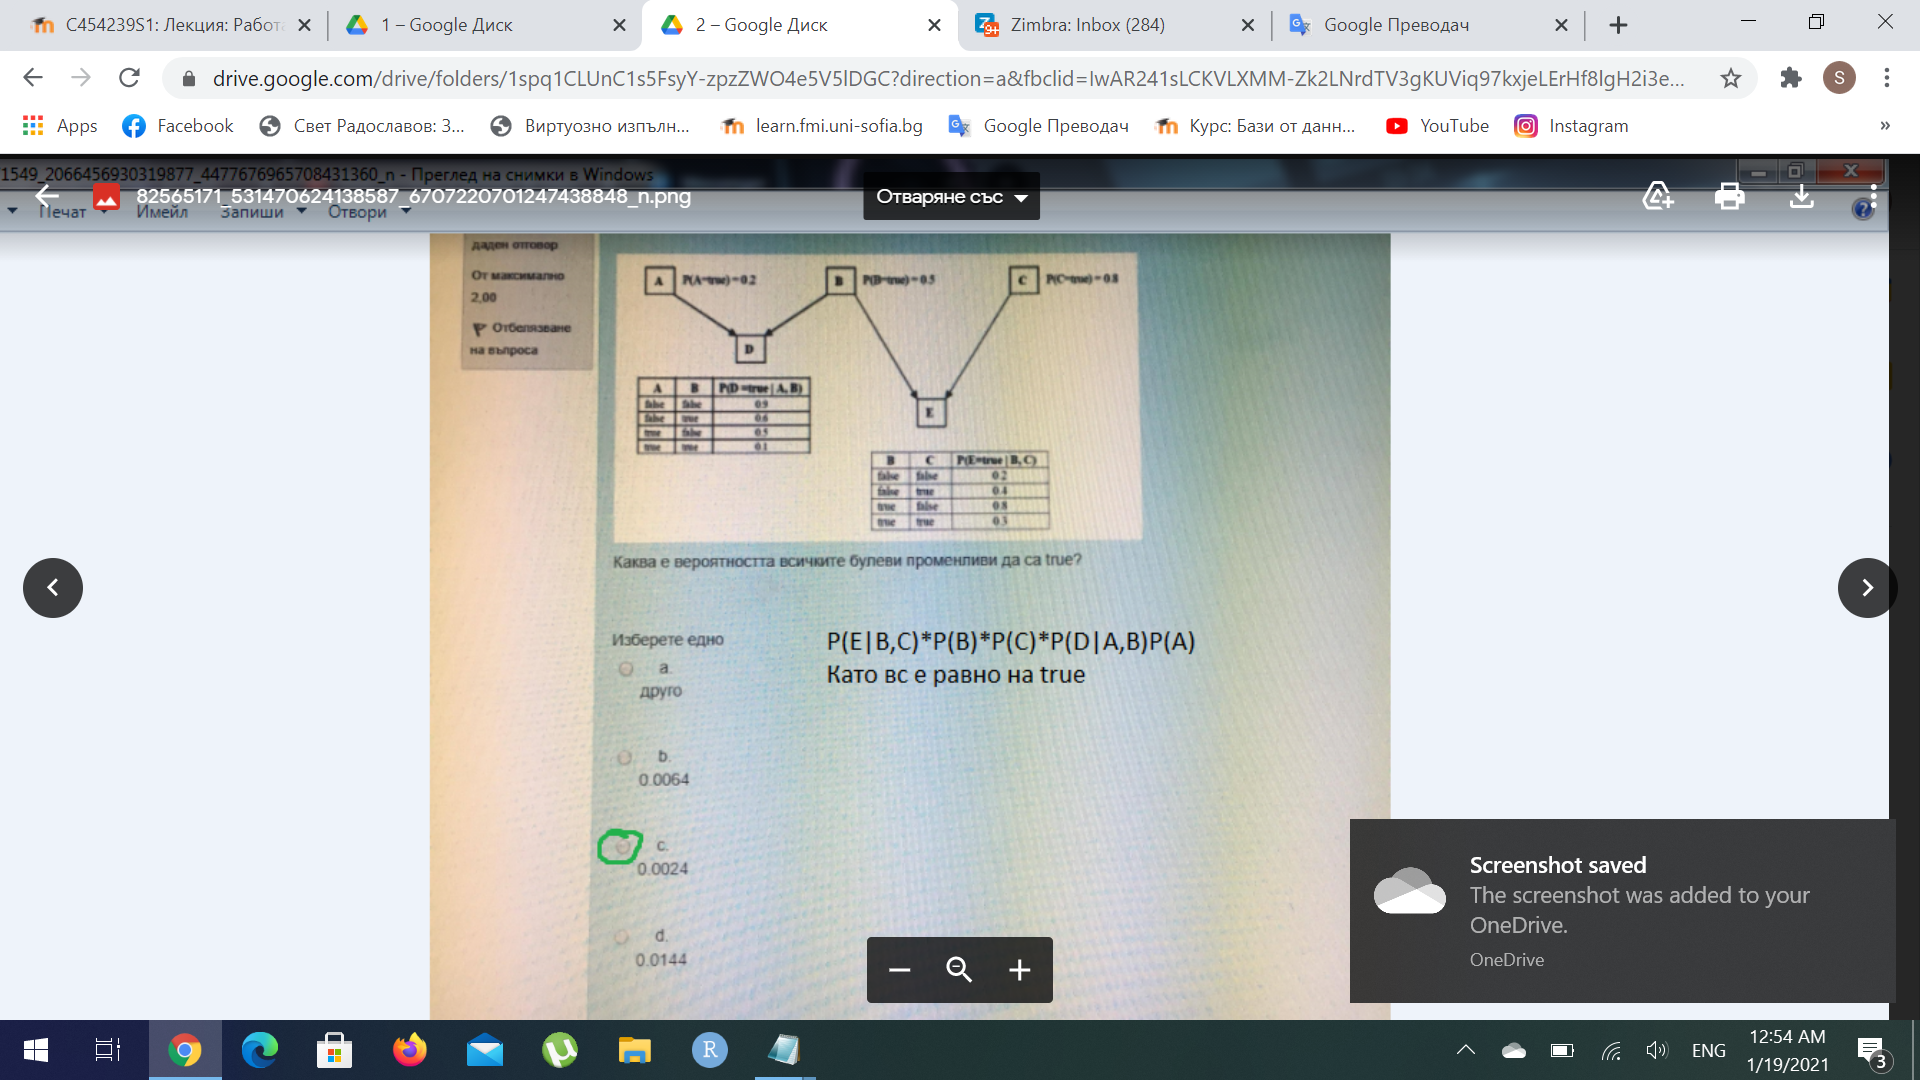 C454239S1: Лекция: Работа
1 – Google Диск
2 – Google Диск
Zimbra: Inbox (284)
Google Преводач
drive.google.com/drive/folders/1spq1CLUnC1s5FsyY-zpzZWO4e5V5lDGC?direction=a&fbclid=IwAR241sLCKVLXMM-Zk2LNrdTV3gKUViq97kxjeLErHf8lgH2i3e...
S
Apps
Facebook
Свет Радославов: З...
Виртуозно изпълн...
learn.fmi.uni-sofia.bg
Google Преводач
Курс: Бази от данн...
YouTube
Instagram
»
1549_2066456930319877_4477676965708431360_n - Преглед на снимки в Windows
82565171_531470624138587_6707220701247438848_n.png
Отваряне със
Печат
Имейл
Запиши
Отвори
даден отговор
От максимално
2,00
Отбелязване
на въпроса
A P(A=true) = 0.2
B P(B=true) = 0.5
C P(C=true) = 0.8
D
A B P(D =true | A, B)
false false 0.9
false true 0.6
true false 0.5
true true 0.1
E
B C P(E=true | B, C)
false false 0.2
false true 0.4
true false 0.8
true true 0.3
Каква е вероятността всичките булеви променливи да са true?
Изберете едно
a.
друго
b.
0.0064
c.
0.0024
d.
0.0144
P(E|B,C)*P(B)*P(C)*P(D|A,B)P(A)
Като вс е равно на true
Screenshot saved
The screenshot was added to your
OneDrive.
OneDrive
R
ENG
12:54 AM
1/19/2021
3